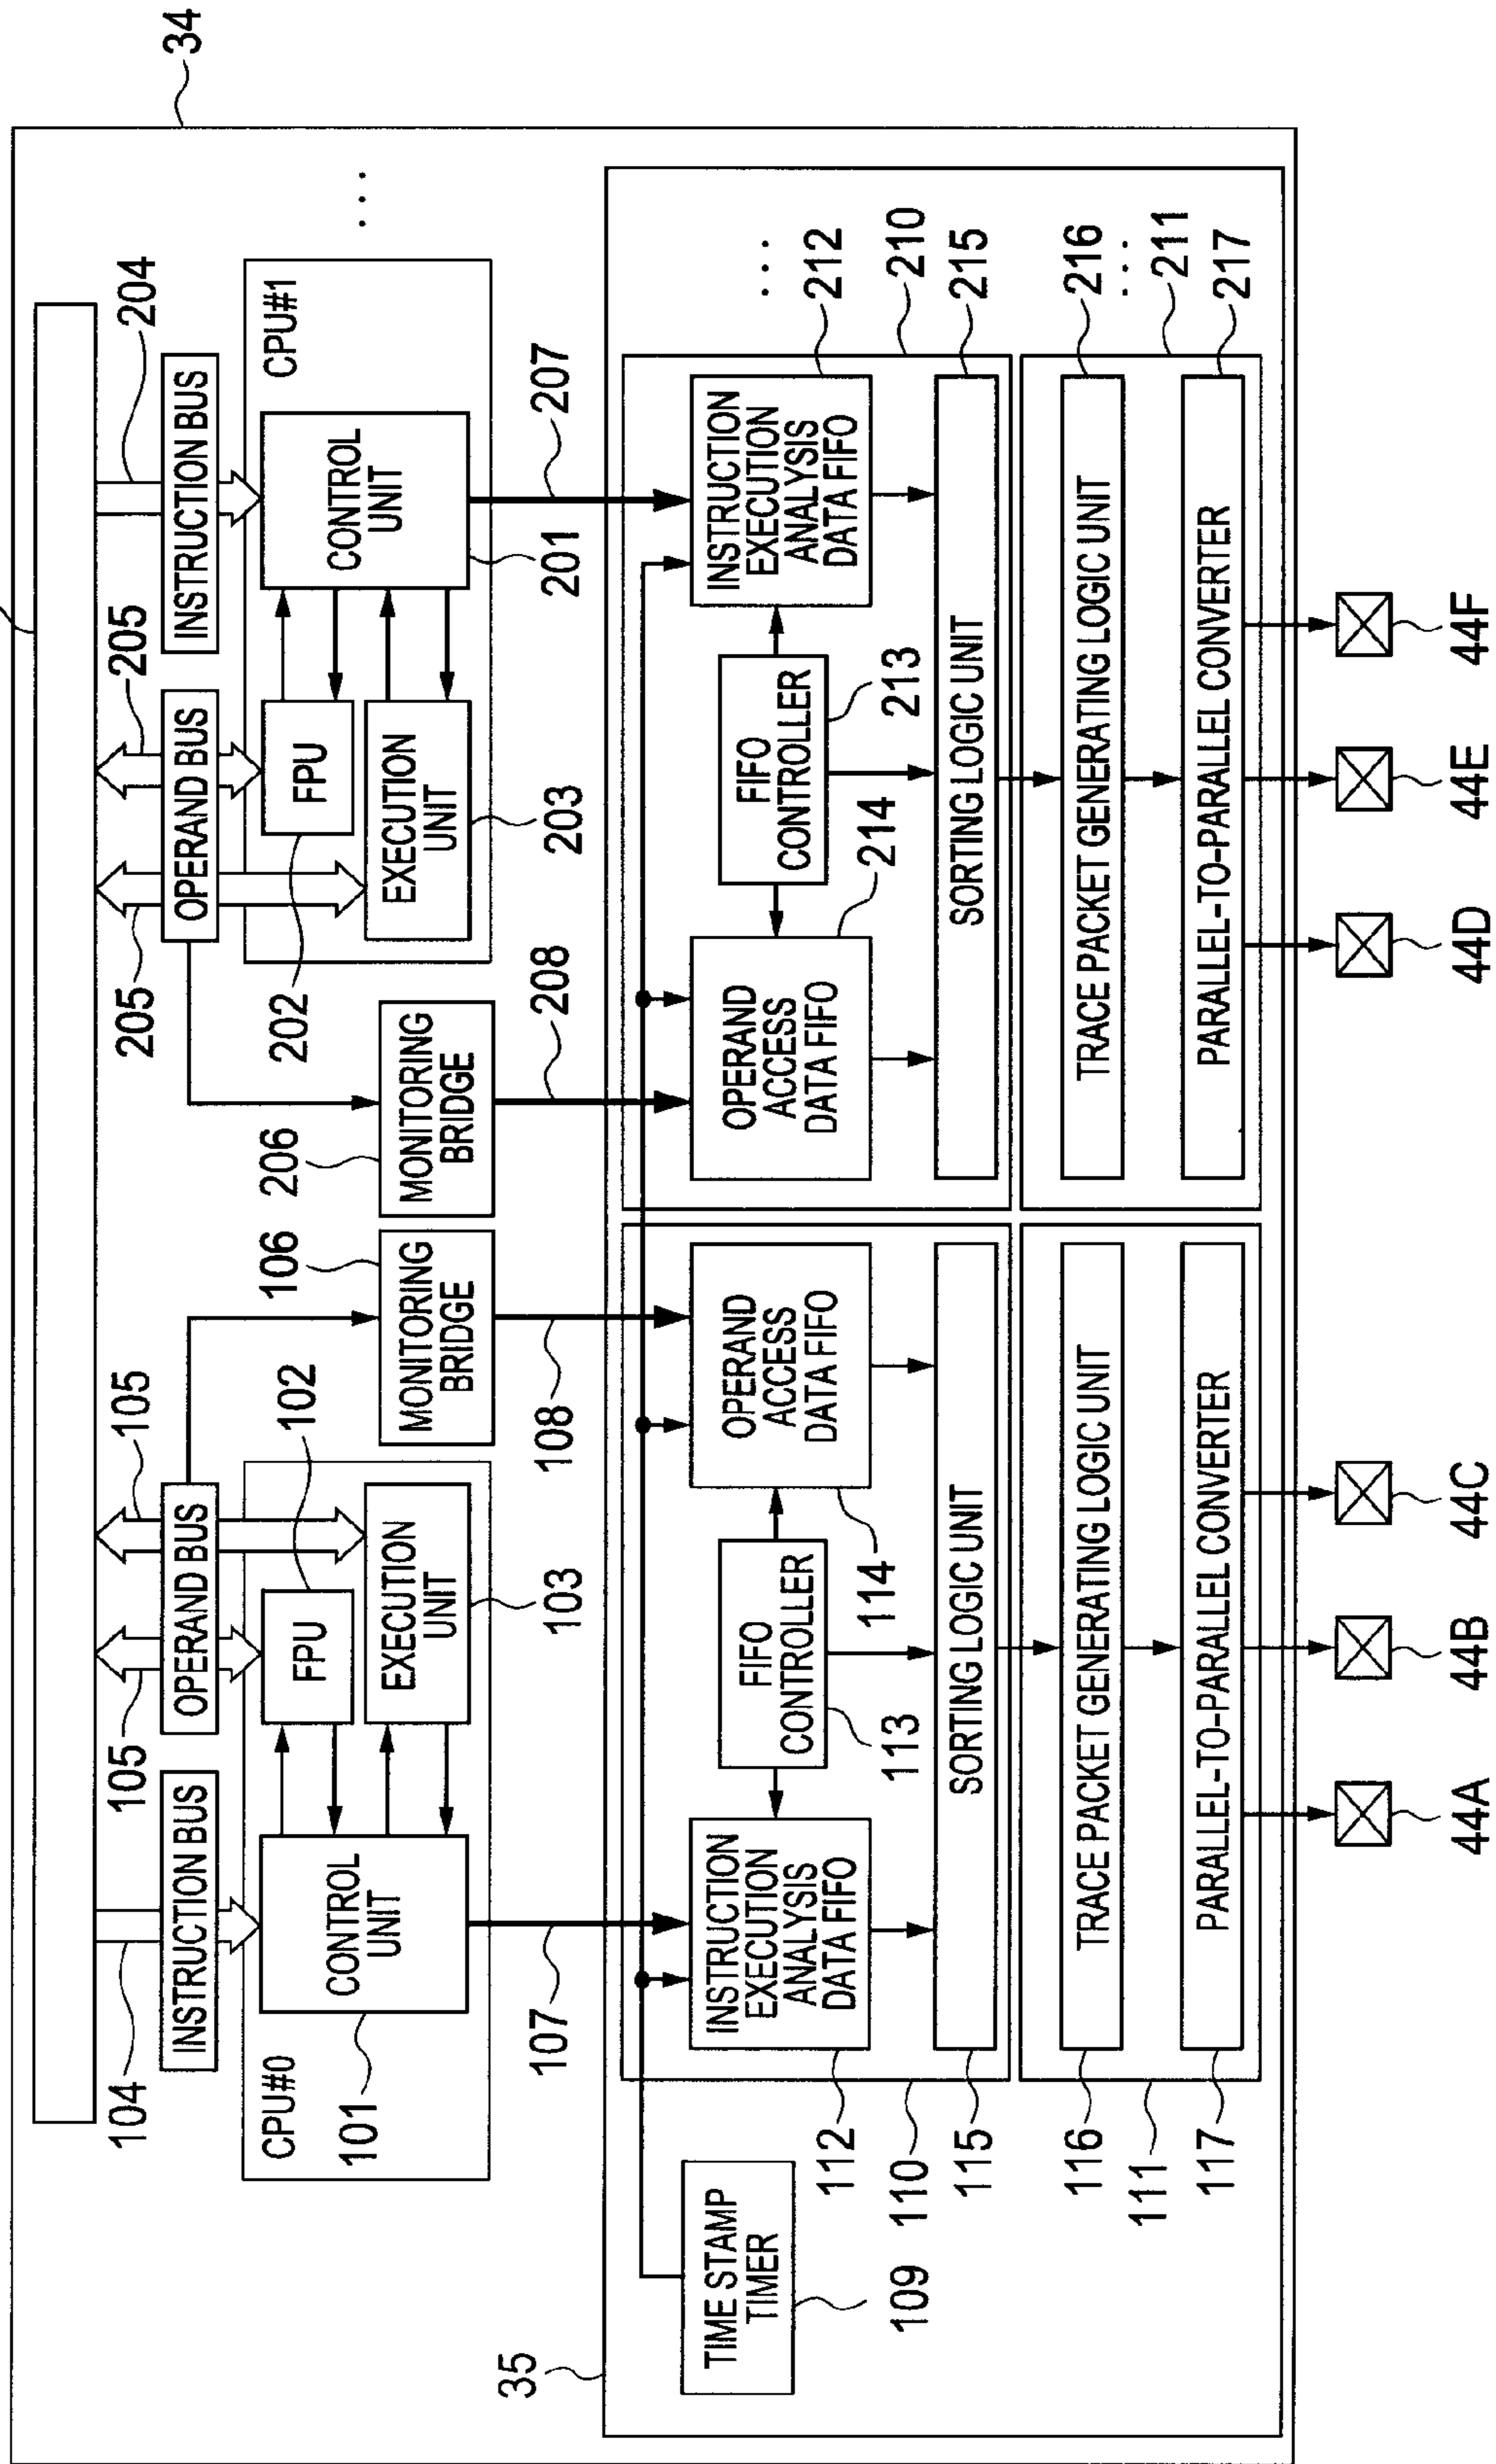 34
104
INSTRUCTION BUS
105
OPERAND BUS
105
205
OPERAND BUS
205
INSTRUCTION BUS
204
CPU#0
CONTROL
UNIT
101
FPU
102
EXECUTION
UNIT
103
MONITORING
BRIDGE
106
MONITORING
BRIDGE
206
CPU#1
FPU
202
EXECUTION
UNIT
203
CONTROL
UNIT
201
...
107
108
208
207
35
TIME STAMP
TIMER
109
INSTRUCTION
EXECUTION
ANALYSIS
DATA FIFO
112
FIFO
CONTROLLER
113
OPERAND
ACCESS
DATA FIFO
114
OPERAND
ACCESS
DATA FIFO
214
FIFO
CONTROLLER
213
INSTRUCTION
EXECUTION
ANALYSIS
DATA FIFO
...
212
110
210
SORTING LOGIC UNIT
115
SORTING LOGIC UNIT
215
TRACE PACKET GENERATING LOGIC UNIT
116
TRACE PACKET GENERATING LOGIC UNIT
216
...
111
211
PARALLEL-TO-PARALLEL CONVERTER
117
PARALLEL-TO-PARALLEL CONVERTER
217
44A
44B
44C
44D
44E
44F